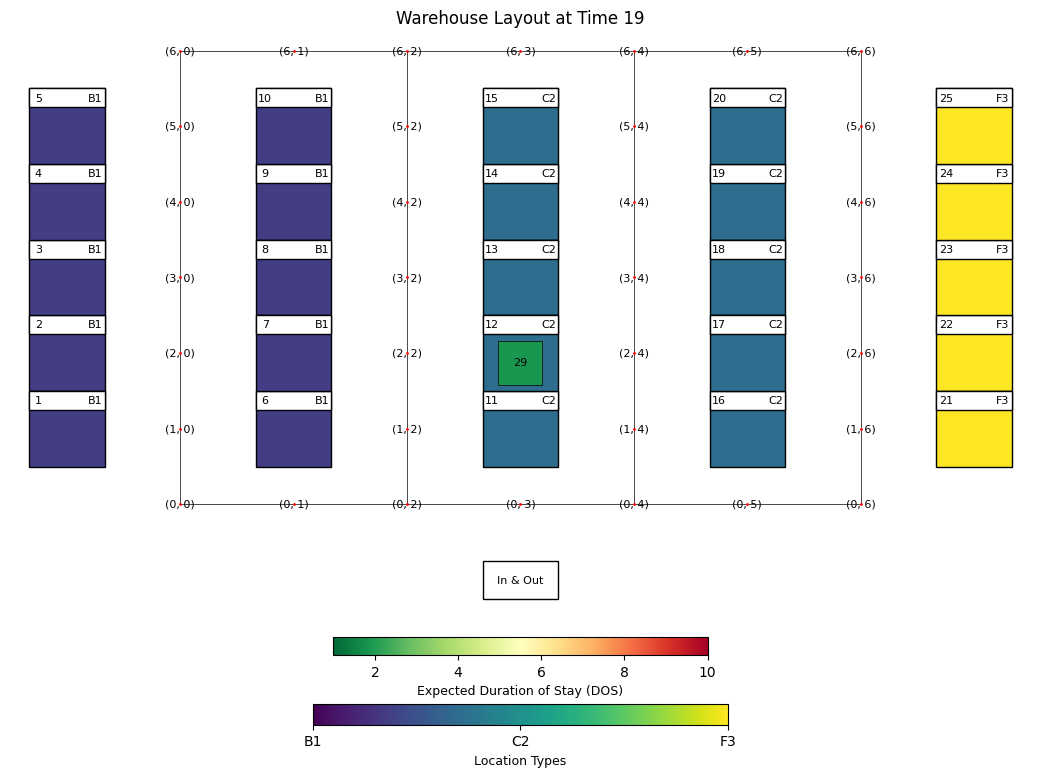 Warehouse Layout at Time 19
(6, 0) (6, 1) (6, 2) (6, 3) (6, 4) (6, 5) (6, 6)
5 B1 10 B1 15 C2 20 C2 25 F3
(5, 0) (5, 2) (5, 4) (5, 6)
4 B1 9 B1 14 C2 19 C2 24 F3
(4, 0) (4, 2) (4, 4) (4, 6)
3 B1 8 B1 13 C2 18 C2 23 F3
(3, 0) (3, 2) (3, 4) (3, 6)
2 B1 7 B1 12 C2 17 C2 22 F3
(2, 0) (2, 2) 29 (2, 4) (2, 6)
1 B1 6 B1 11 C2 16 C2 21 F3
(1, 0) (1, 2) (1, 4) (1, 6)
(0, 0) (0, 1) (0, 2) (0, 3) (0, 4) (0, 5) (0, 6)
In & Out
2 4 6 8 10
Expected Duration of Stay (DOS)
B1 C2 F3
Location Types